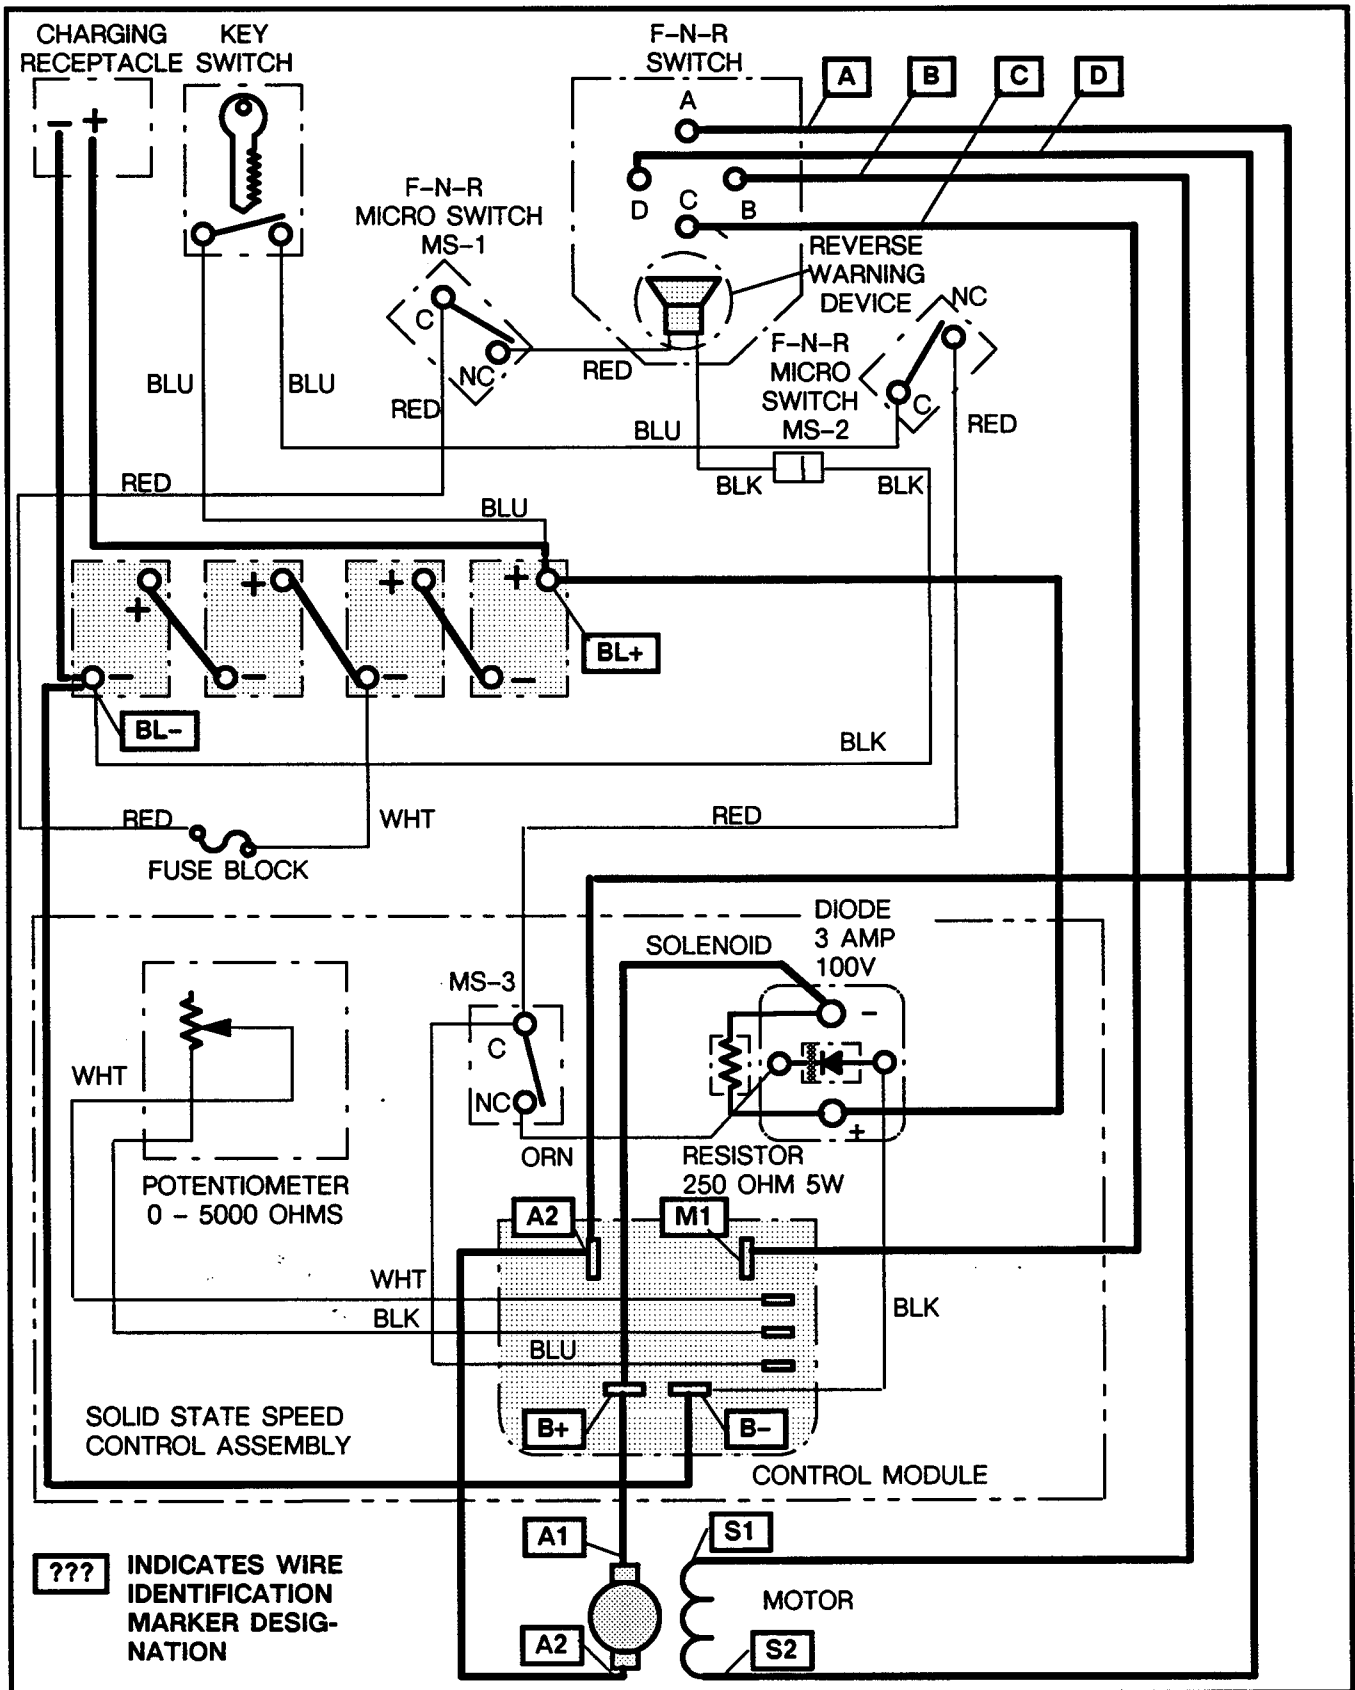 CHARGING
RECEPTACLE
KEY
SWITCH
F-N-R
SWITCH
A
B
C
D
A
D
C
B
- +
F-N-R
MICRO SWITCH
MS-1
C
NC
REVERSE
WARNING
DEVICE
NC
F-N-R
MICRO
SWITCH
MS-2
C
BLU
BLU
RED
RED
RED
BLU
BLK
BLK
RED
BLU
+
-
+
-
+
-
+
-
BL+
BL-
BLK
RED
WHT
RED
FUSE BLOCK
DIODE
3 AMP
100V
SOLENOID
MS-3
C
NC
-
+
WHT
ORN
RESISTOR
250 OHM 5W
POTENTIOMETER
0 - 5000 OHMS
A2
M1
WHT
BLK
BLU
BLK
B+
B-
SOLID STATE SPEED
CONTROL ASSEMBLY
CONTROL MODULE
A1
S1
???
INDICATES WIRE
IDENTIFICATION
MARKER DESIG-
NATION
MOTOR
A2
S2